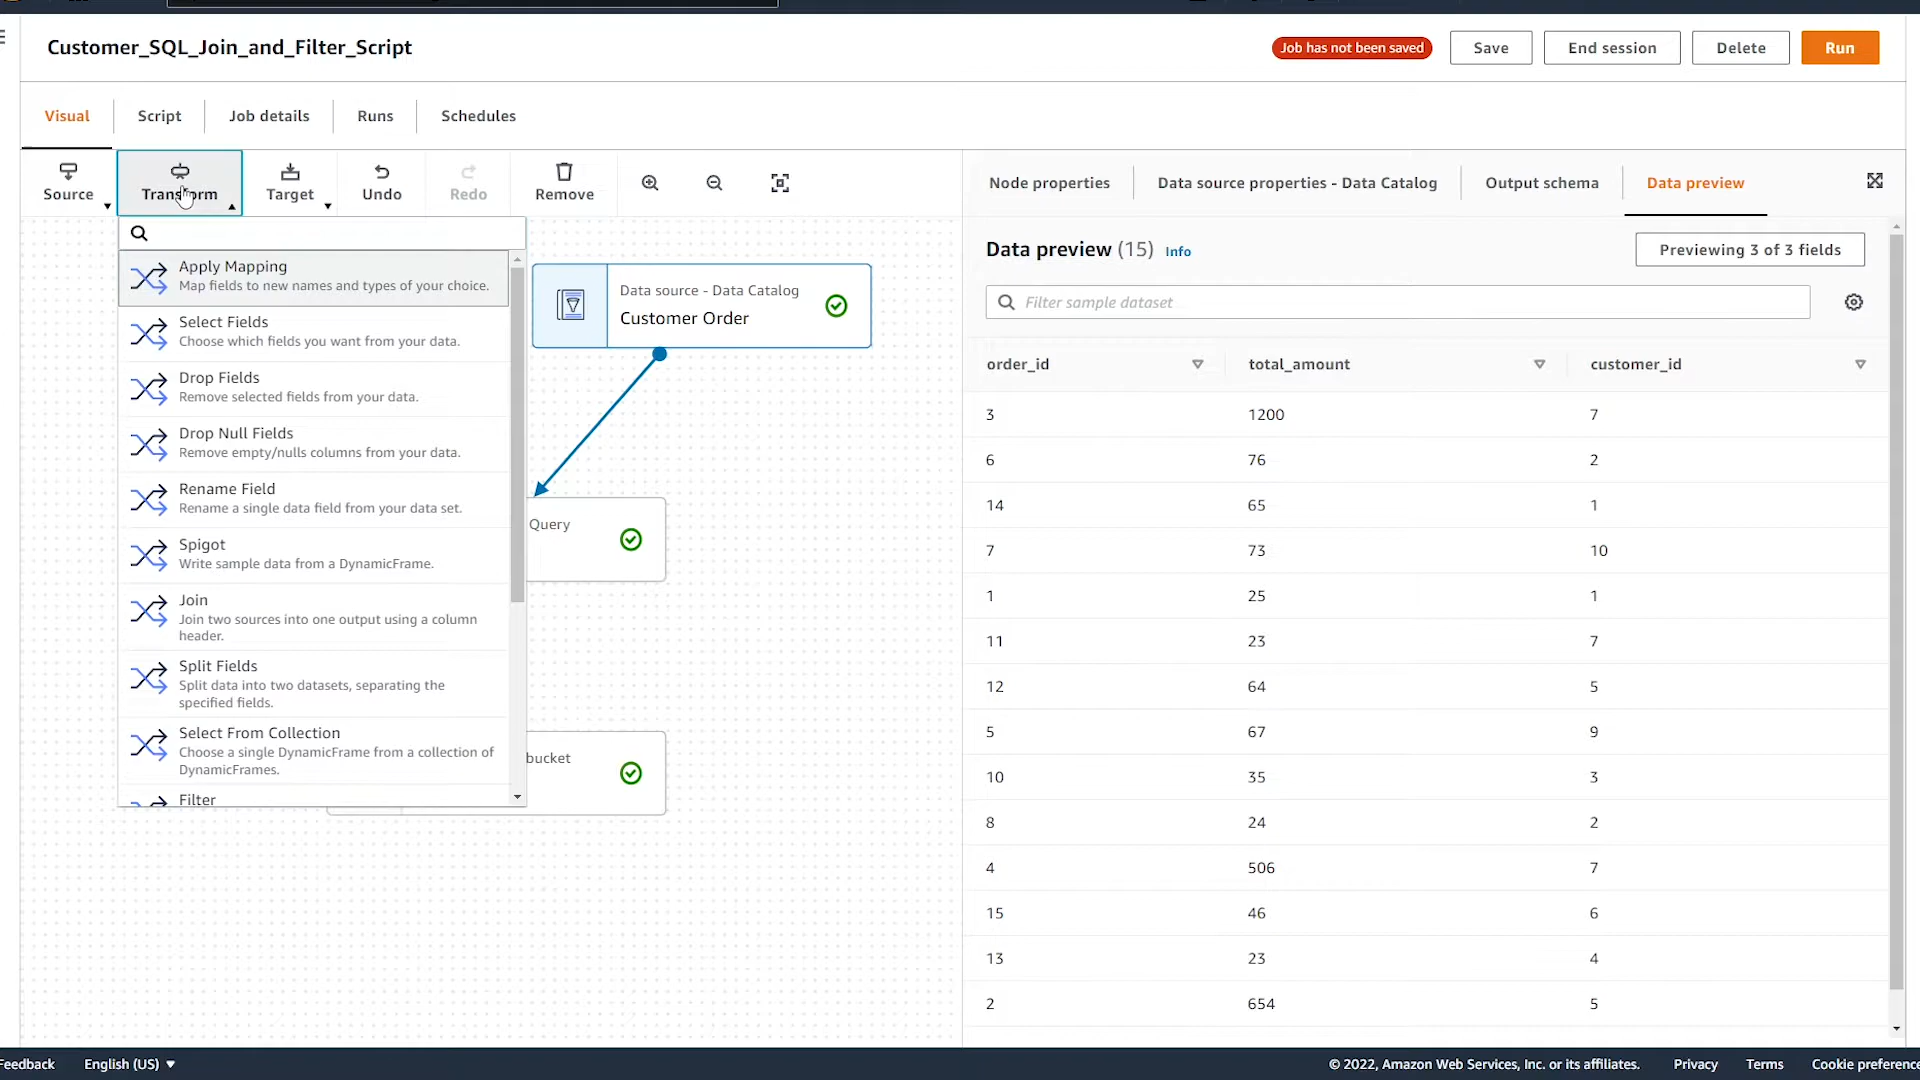 Customer_SQL_Join_and_Filter_Script
Job has not been saved
Save
End session
Delete
Run
Visual
Script
Job details
Runs
Schedules
Source
Transform
Target
Undo
Redo
Remove
Apply Mapping
Map fields to new names and types of your choice.
Select Fields
Choose which fields you want from your data.
Drop Fields
Remove selected fields from your data.
Drop Null Fields
Remove empty/nulls columns from your data.
Rename Field
Rename a single data field from your data set.
Spigot
Write sample data from a DynamicFrame.
Join
Join two sources into one output using a column
header.
Split Fields
Split data into two datasets, separating the
specified fields.
Select From Collection
Choose a single DynamicFrame from a collection of
DynamicFrames.
Filter
Data source - Data Catalog
Customer Order
Query
bucket
Node properties
Data source properties - Data Catalog
Output schema
Data preview
Data preview (15) Info
Previewing 3 of 3 fields
Filter sample dataset
order_id total_amount customer_id
3 1200 7
6 76 2
14 65 1
7 73 10
1 25 1
11 23 7
12 64 5
5 67 9
10 35 3
8 24 2
4 506 7
15 46 6
13 23 4
2 654 5
Feedback
English (US)
© 2022, Amazon Web Services, Inc. or its affiliates.
Privacy
Terms
Cookie preference